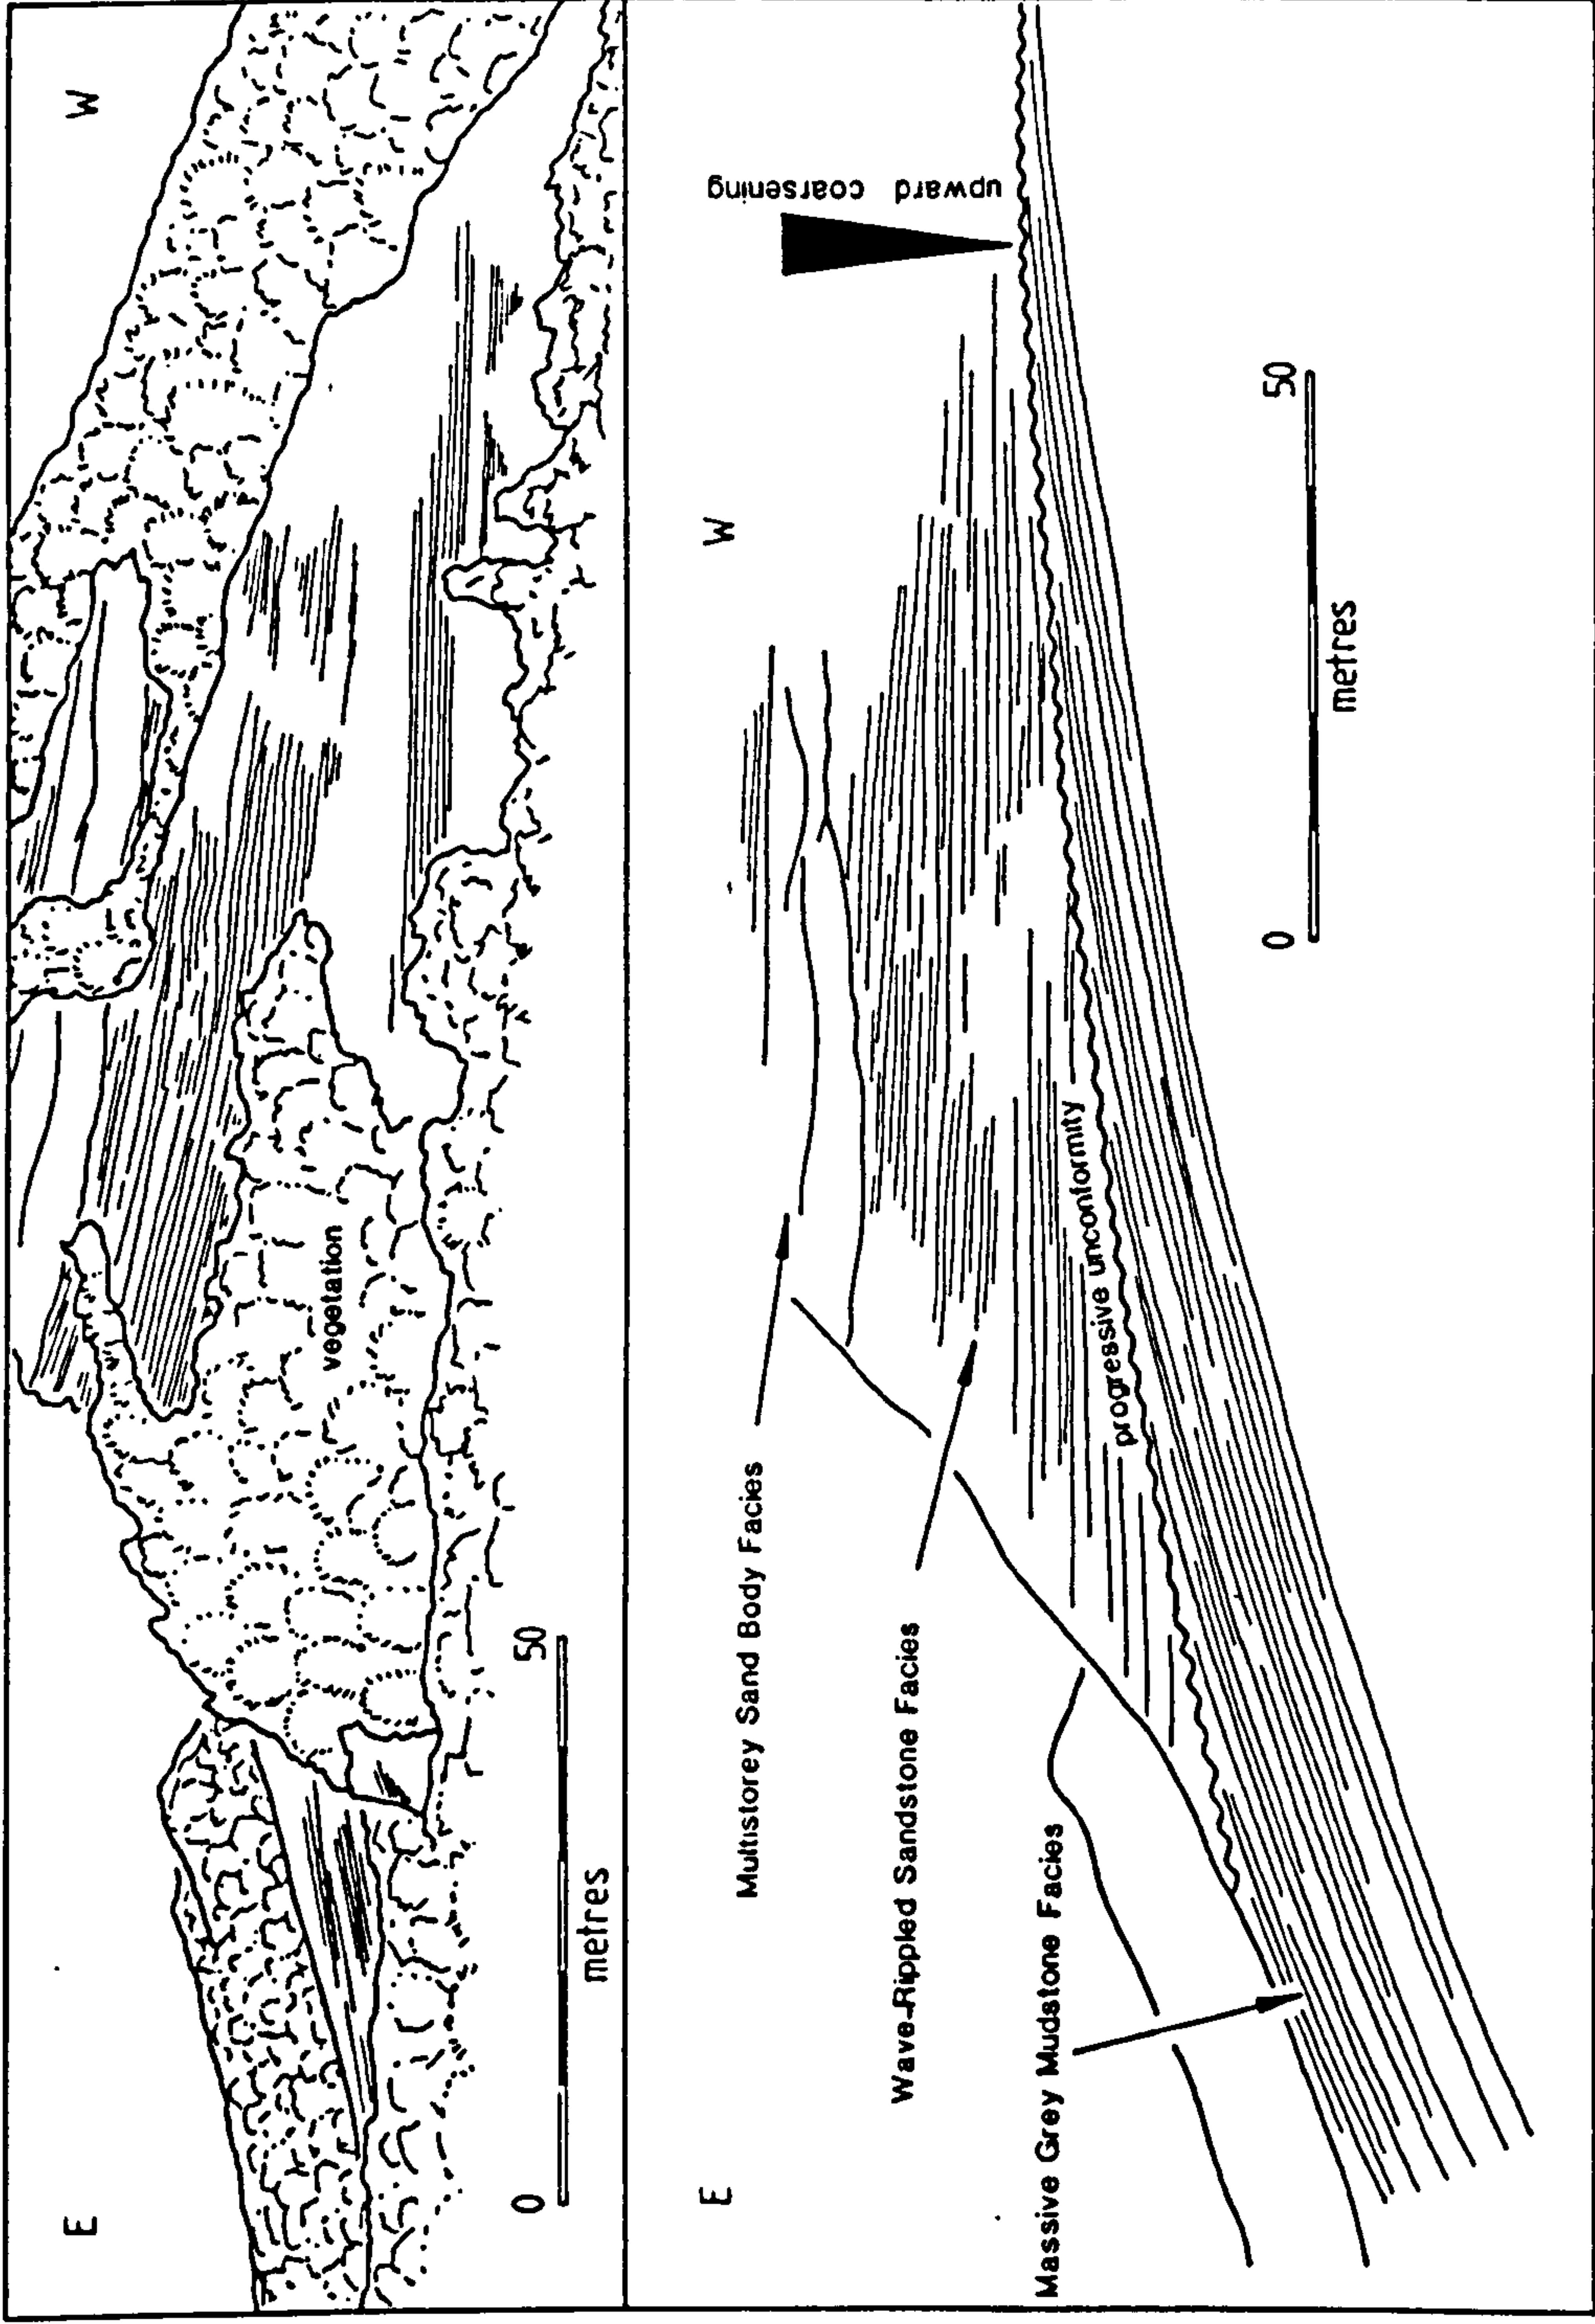 E
W
vegetation
0
50
metres
E
W
Multistorey Sand Body Facies
Wave-Rippled Sandstone Facies
Massive Grey Mudstone Facies
progressive unconformity
upward coarsening
0
50
metres